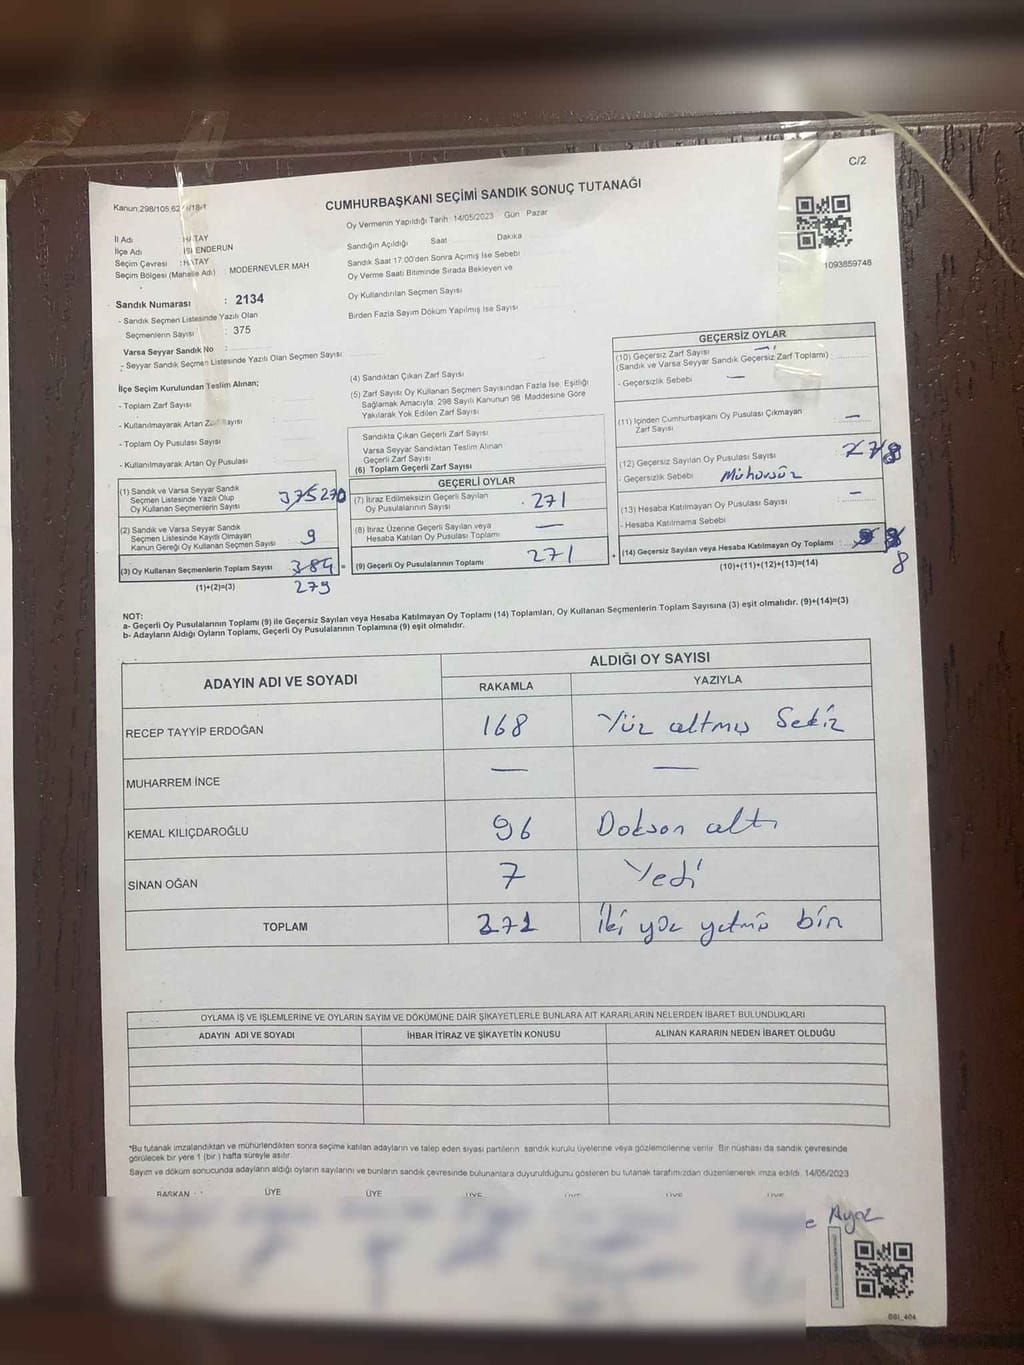 C/2
CUMHURBAŞKANI SEÇİMİ SANDIK SONUÇ TUTANAĞI
Oy Vermenin Yapıldığı Tarih 14/05/2023 Gün Pazar
İl Adı : HATAY
İlçe Adı İSKENDERUN
Seçim Çevresi : HATAY
Seçim Bölgesi (Mahalle Adı) MODERNEVLER MAH
Sandığın Açıldığı Saat Dakika
Sandık Saat 17:00'den Sonra Açımış İse Sebebi
Oy Verme Saati Bitiminde Sırada Bekleyen ve
Oy Kullandırılan Seçmen Sayısı
Birden Fazla Sayım Döküm Yapılmış İse Sayısı
1093859748
Sandık Numarası : 2134
- Sandık Seçmen Listesinde Yazılı Olan
Seçmenlerin Sayısı : 375
Varsa Seyyar Sandık No :
- Seyyar Sandık Seçmen Listesinde Yazılı Olan Seçmen Sayısı
İlçe Seçim Kurulundan Teslim Alınan;
- Toplam Zarf Sayısı
- Kullanılmayarak Artan Zarf Sayısı
- Toplam Oy Pusulası Sayısı
- Kullanılmayarak Artan Oy Pusulası
(4) Sandıktan Çıkan Zarf Sayısı
(5) Zarf Sayısı Oy Kullanan Seçmen Sayısından Fazla İse, Eşitliği
Sağlamak Amacıyla, 298 Sayılı Kanunun 98. Maddesine Göre
Yakılarak Yok Edilen Zarf Sayısı
Sandıkta Çıkan Geçerli Zarf Sayısı
Varsa Seyyar Sandıktan Teslim Alınan
Geçerli Zarf Sayısı
(6) Toplam Geçerli Zarf Sayısı
(1) Sandık ve Varsa Seyyar Sandık
Seçmen Listesinde Yazılı Olup
Oy Kullanan Seçmenlerin Sayısı 375 270
(2) Sandık ve Varsa Seyyar Sandık
Seçmen Listesinde Kayıtlı Olmayan
Kanun Gereği Oy Kullanan Seçmen Sayısı 9
(3) Oy Kullanan Seçmenlerin Toplam Sayısı 384 =
(1)+(2)=(3) 279
GEÇERLİ OYLAR
(7) İtiraz Edilmeksizin Geçerli Sayılan
Oy Pusulalarının Sayısı 271
(8) İtiraz Üzerine Geçerli Sayılan veya
Hesaba Katılan Oy Pusulası Toplamı —
(9) Geçerli Oy Pusulalarının Toplamı 271 +
GEÇERSİZ OYLAR
(10) Geçersiz Zarf Sayısı —
(Sandık ve Varsa Seyyar Sandık Geçersiz Zarf Toplamı)
- Geçersizlik Sebebi —
(11) İçinden Cumhurbaşkanı Oy Pusulası Çıkmayan
Zarf Sayısı —
(12) Geçersiz Sayılan Oy Pusulası Sayısı
- Geçersizlik Sebebi Mühürsüz
(13) Hesaba Katılmayan Oy Pusulası Sayısı —
- Hesaba Katılmama Sebebi
(14) Geçersiz Sayılan veya Hesaba Katılmayan Oy Toplamı
8
(10)+(11)+(12)+(13)=(14)
NOT:
a- Geçerli Oy Pusulalarının Toplamı (9) ile Geçersiz Sayılan veya Hesaba Katılmayan Oy Toplamı (14) Toplamları, Oy Kullanan Seçmenlerin Toplam Sayısına (3) eşit olmalıdır. (9)+(14)=(3)
b- Adayların Aldığı Oyların Toplamı, Geçerli Oy Pusulalarının Toplamına (9) eşit olmalıdır.
ADAYIN ADI VE SOYADI
ALDIĞI OY SAYISI
RAKAMLA YAZIYLA
RECEP TAYYİP ERDOĞAN 168 Yüz altmış Sekiz
MUHARREM İNCE — —
KEMAL KILIÇDAROĞLU 96 Doksan altı
SİNAN OĞAN 7 Yedi
TOPLAM 271 iki yüz yetmiş bir
OYLAMA İŞ VE İŞLEMLERİNE VE OYLARIN SAYIM VE DÖKÜMÜNE DAİR ŞİKAYETLERLE BUNLARA AİT KARARLARIN NELERDEN İBARET BULUNDUKLARI
ADAYIN ADI VE SOYADI İHBAR İTİRAZ VE ŞİKAYETİN KONUSU ALINAN KARARIN NEDEN İBARET OLDUĞU
*Bu tutanak imzalandıktan ve mühürlendikten sonra seçime katılan adayların ve talep eden siyasi partilerin sandık kurulu üyelerine veya gözlemcilerine verilir. Bir nüshası da sandık çevresinde
görülecek bir yere 1 (bir) hafta süreyle asılır.
Sayım ve döküm sonucunda adayların aldığı oyların sayılarını ve bunların sandık çevresinde bulunanlara duyurulduğunu gösteren bu tutanak tarafımızdan düzenlenerek imza edildi. 14/05/2023
BAŞKAN ÜYE ÜYE ÜYE ÜYE ÜYE ÜYE